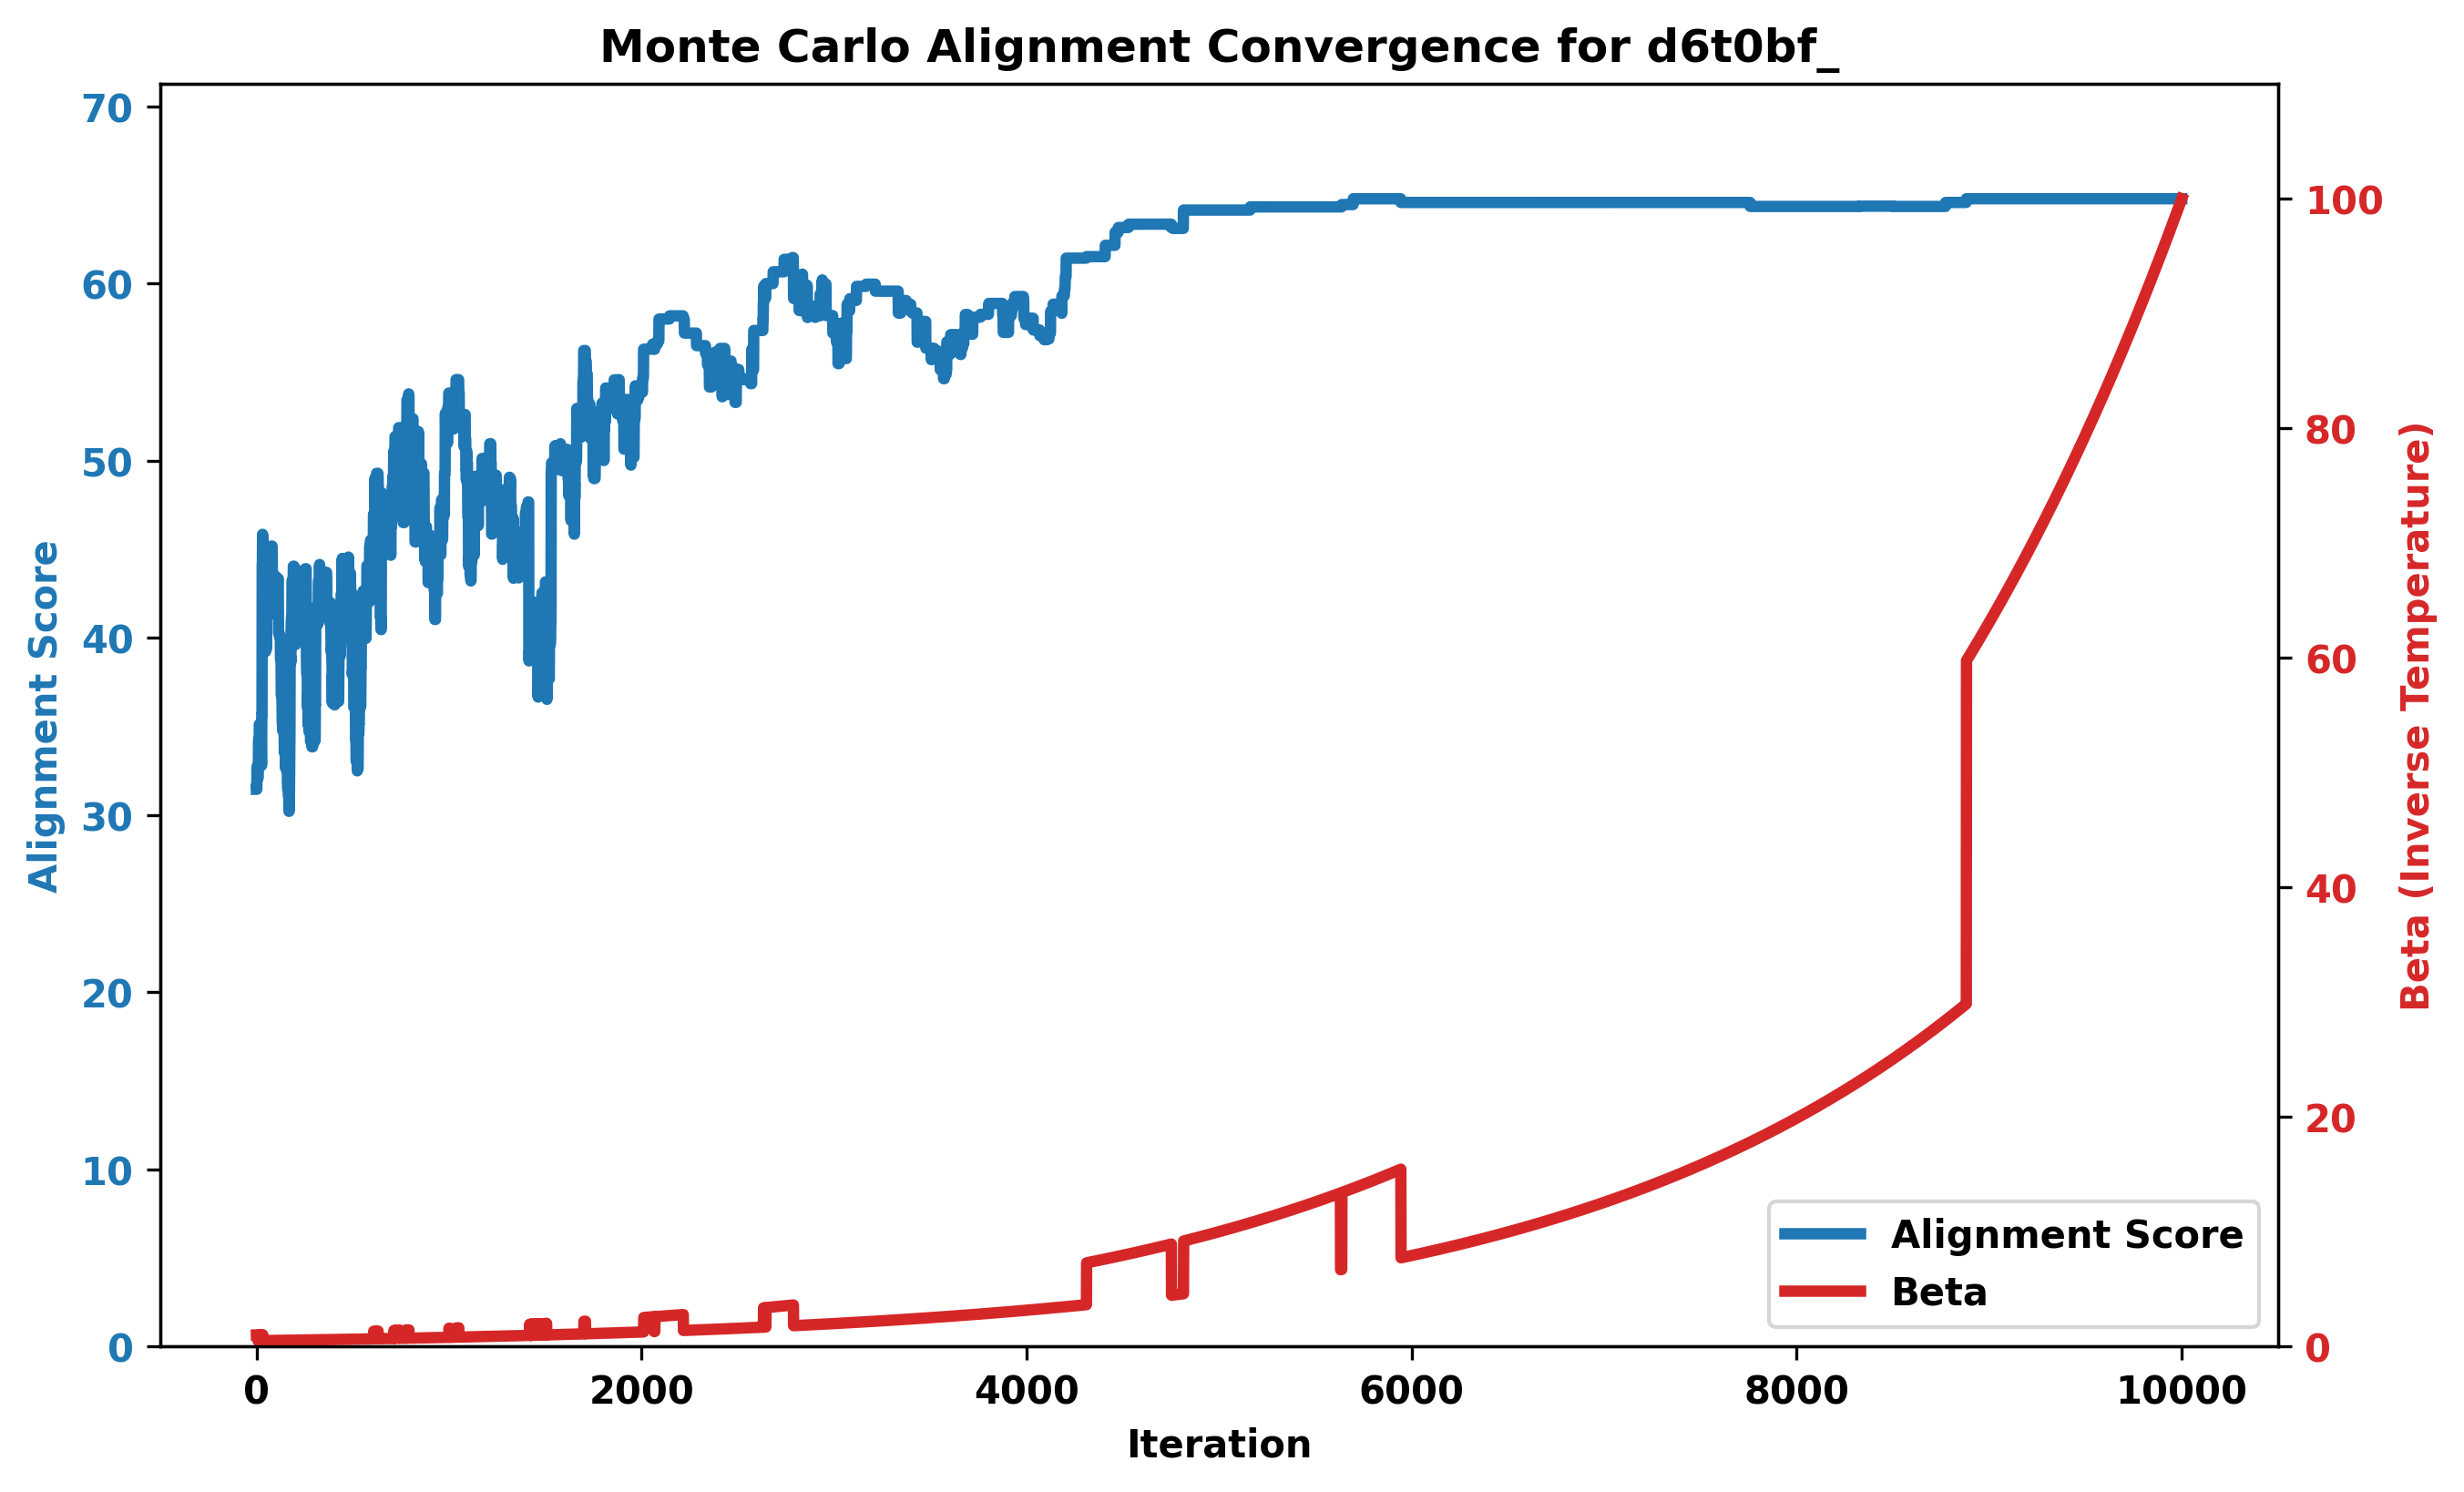 Monte Carlo Alignment Convergence for d6t0bf_
Alignment Score
70
60
50
40
30
20
10
0
100
80
60
40
20
0
Beta (Inverse Temperature)
Alignment Score
Beta
0 2000 4000 6000 8000 10000
Iteration